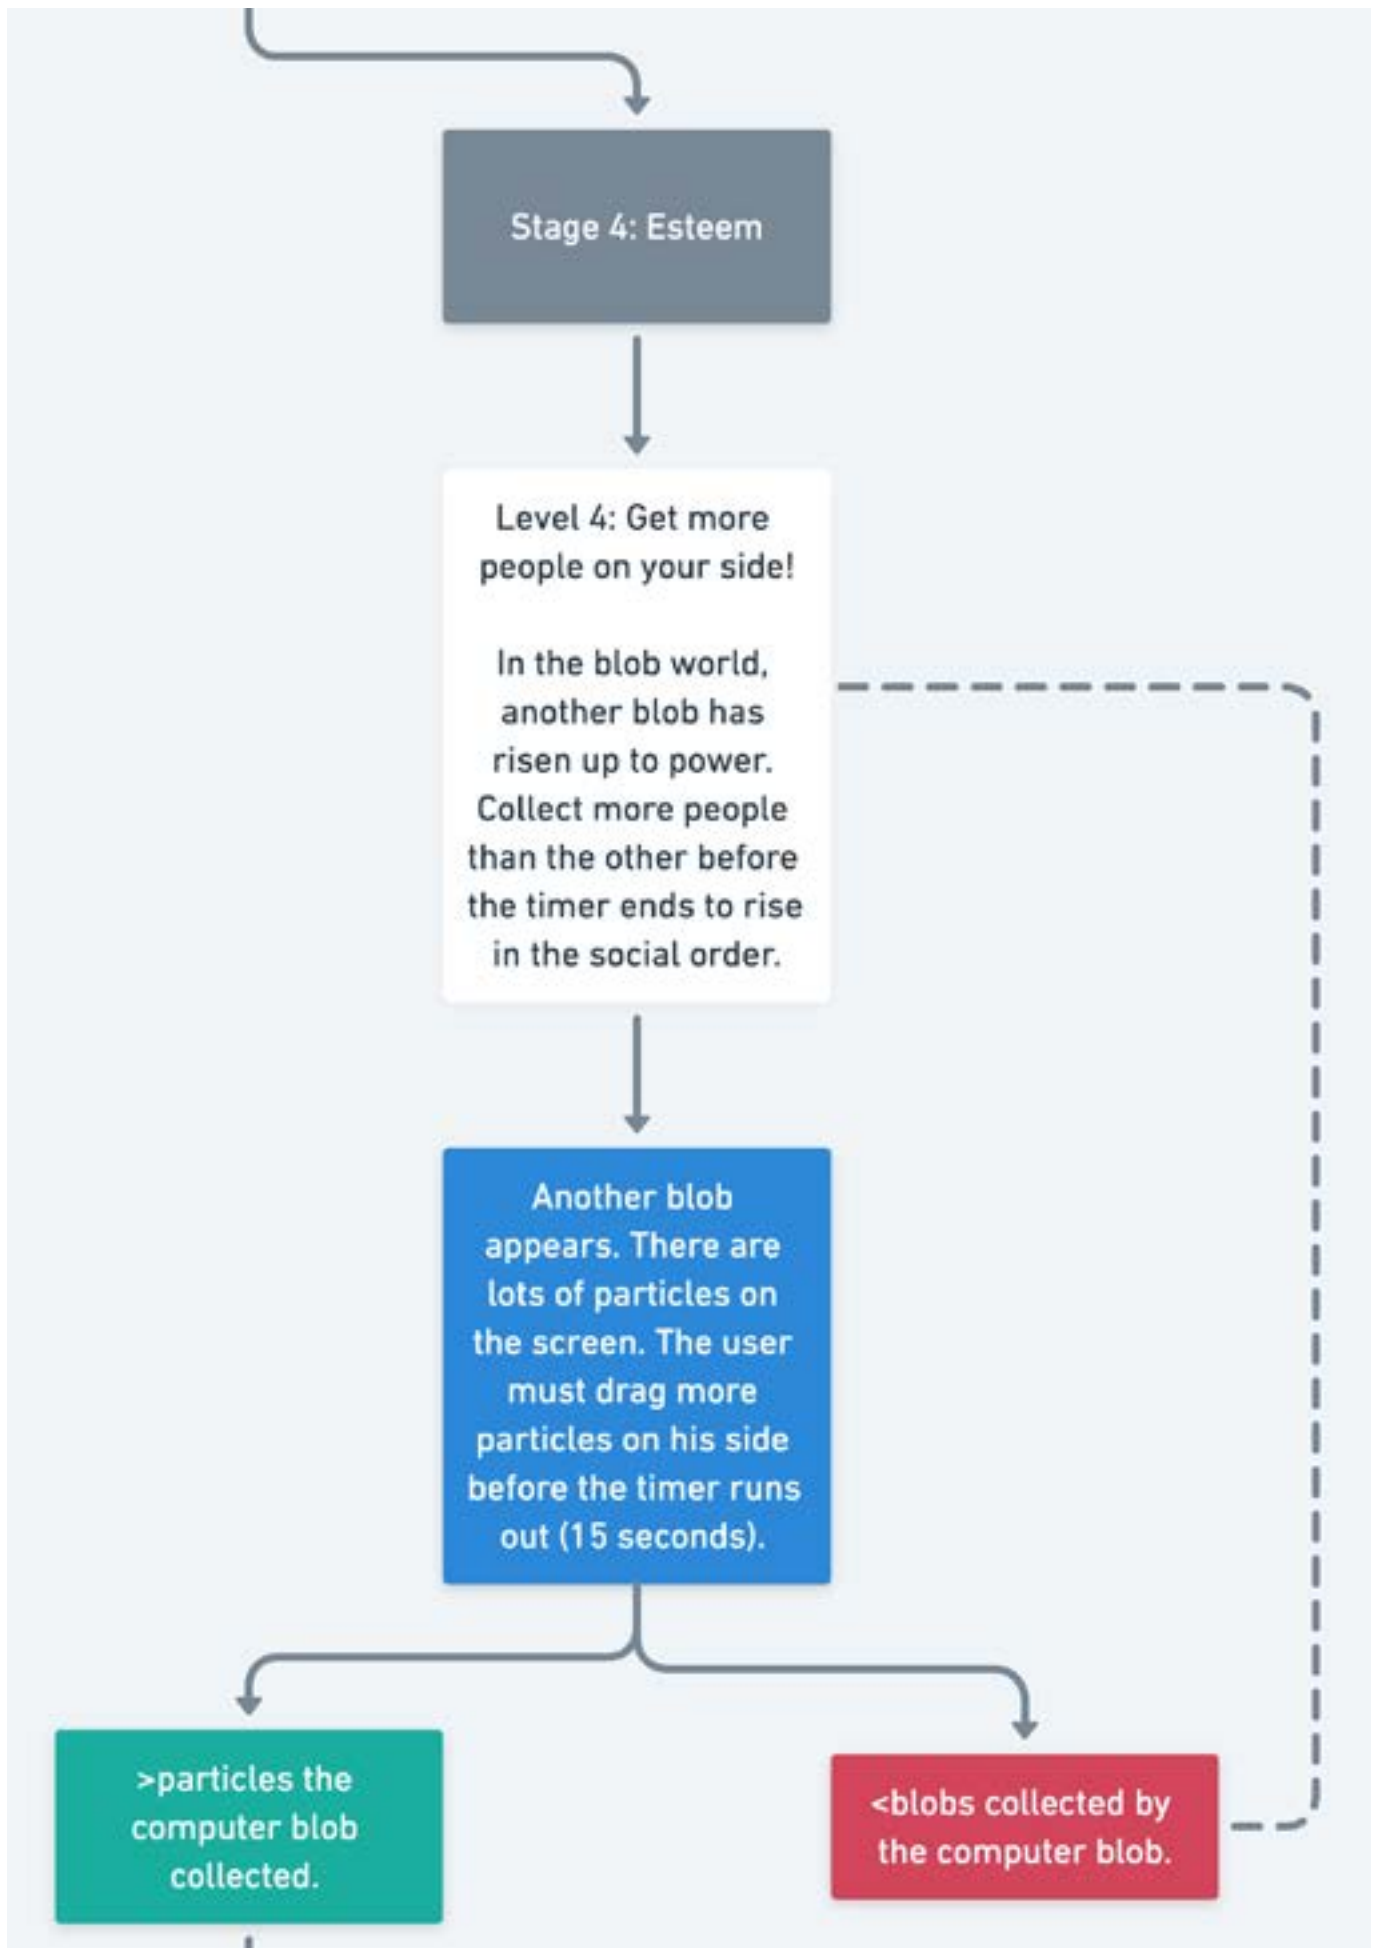 Stage 4: Esteem
Level 4: Get more
people on your side!
In the blob world,
another blob has
risen up to power.
Collect more people
than the other before
the timer ends to rise
in the social order.
Another blob
appears. There are
lots of particles on
the screen. The user
must drag more
particles on his side
before the timer runs
out (15 seconds).
>particles the
computer blob
collected.
<blobs collected by
the computer blob.